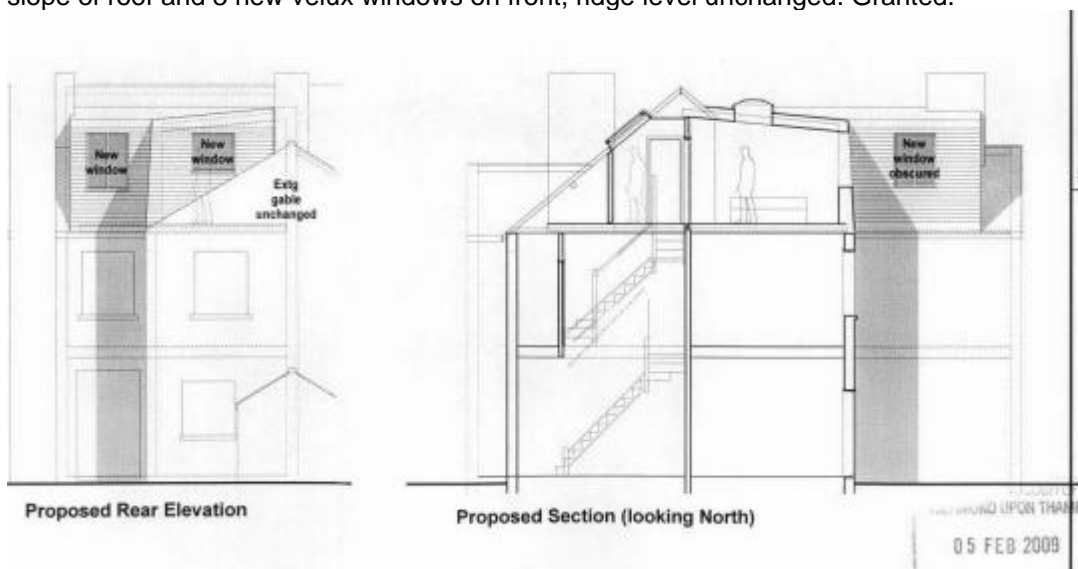 slope of roof and 3 new velux windows on front, ridge level unchanged. Granted.
New
window
New
window
Extg
gable
unchanged
New
window
obscured
Proposed Rear Elevation
Proposed Section (looking North)
UPON
05 FEB 2009